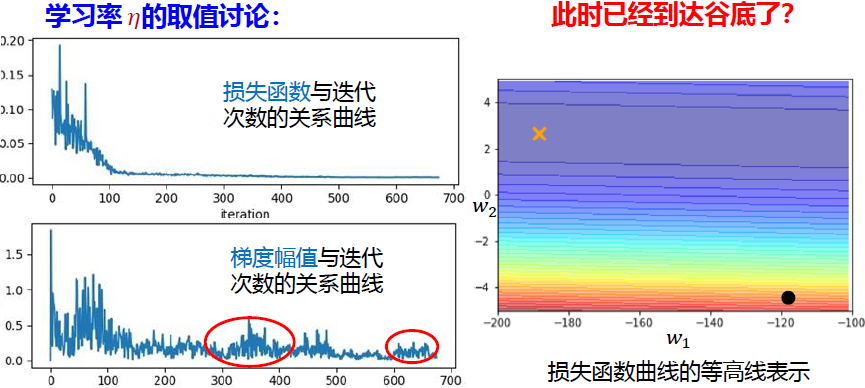 学习率 η的取值讨论：
此时已经到达谷底了？
0.20
0.15
0.10
0.05
0.00
损失函数与迭代
次数的关系曲线
0 100 200 300 400 500 600 700
iteration
1.5
1.0
0.5
0.0
梯度幅值与迭代
次数的关系曲线
0 100 200 300 400 500 600 700
4
2
0
w2
−2
−4
−200 −180 −160 −140 −120 −100
w1
损失函数曲线的等高线表示